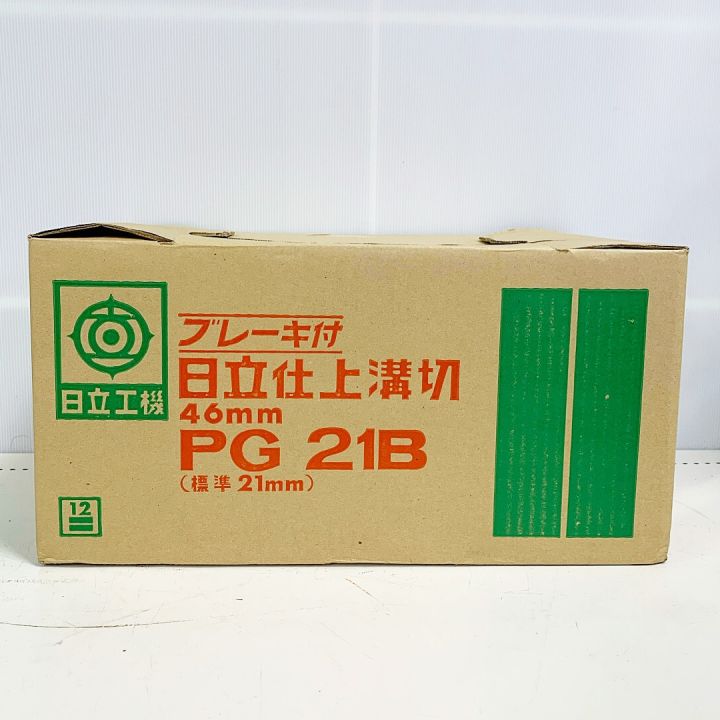 日立工機
ブレーキ付
日立仕上溝切
46mm
PG 21B
(標準 21mm)
12